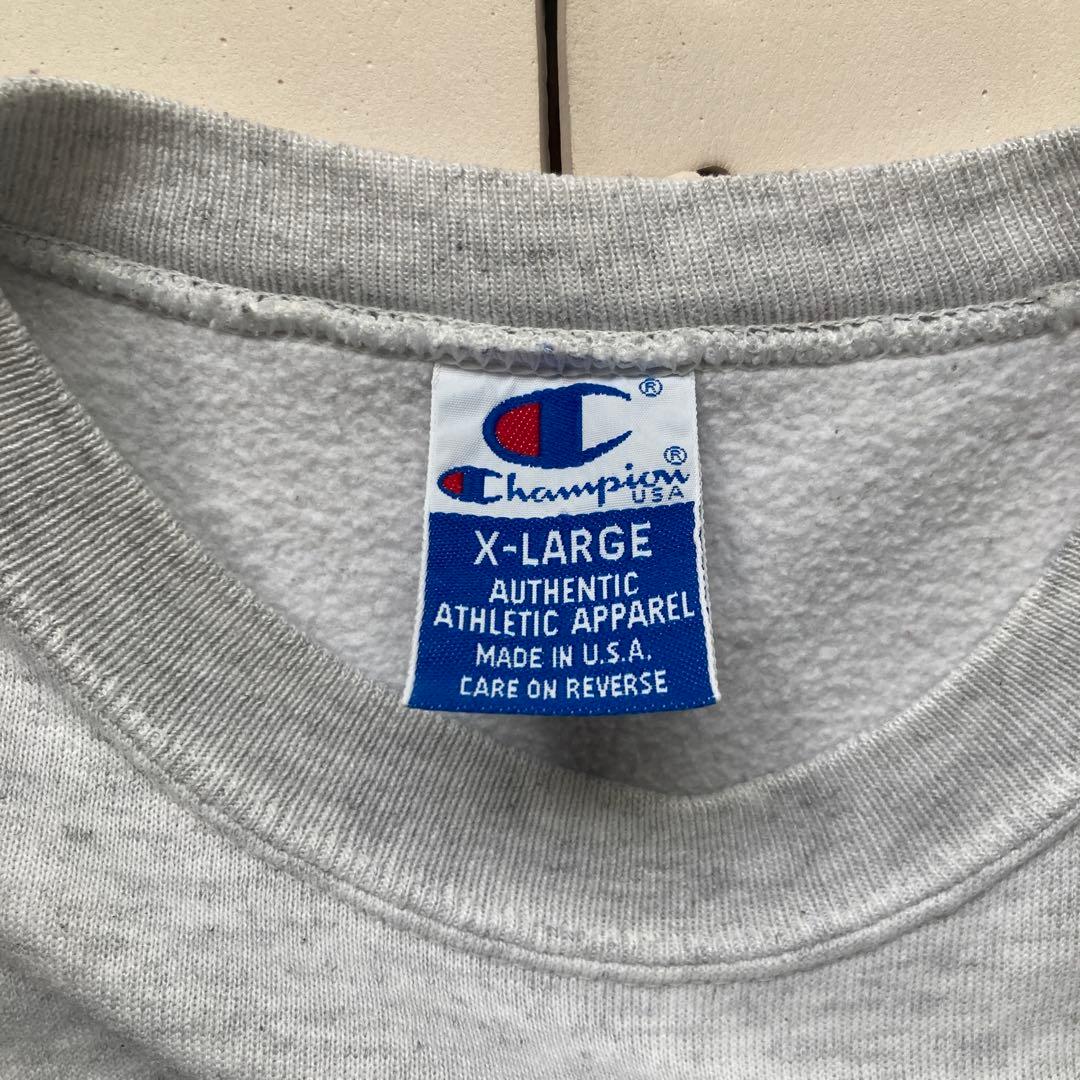 C ®
Champion ®
USA
X-LARGE
AUTHENTIC
ATHLETIC APPAREL
MADE IN U.S.A.
CARE ON REVERSE